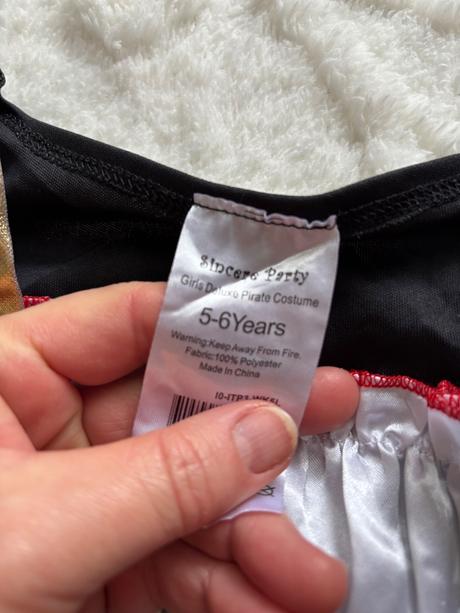 Sincere Party
Girls Deluxe Pirate Costume
5-6Years
Warning:Keep Away From Fire.
Fabric:100% Polyester
Made In China